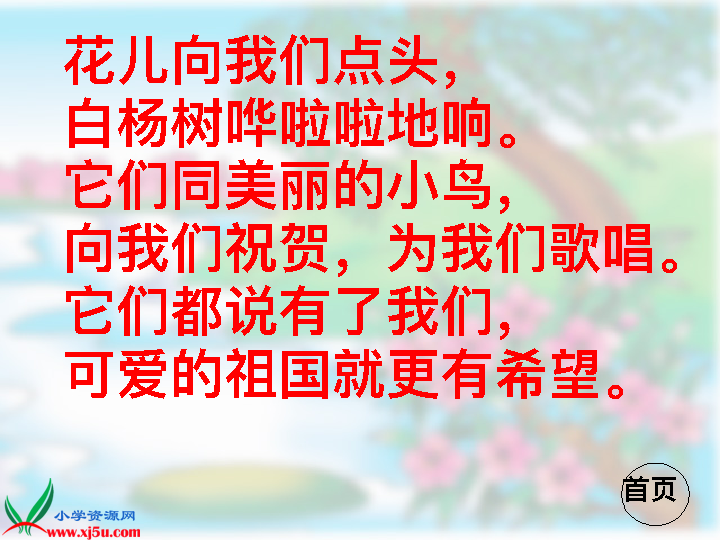 花儿向我们点头，
白杨树哗啦啦地响。
它们同美丽的小鸟，
向我们祝贺，为我们歌唱。
它们都说有了我们，
可爱的祖国就更有希望。
首页
小学资源网
www.xj5u.com